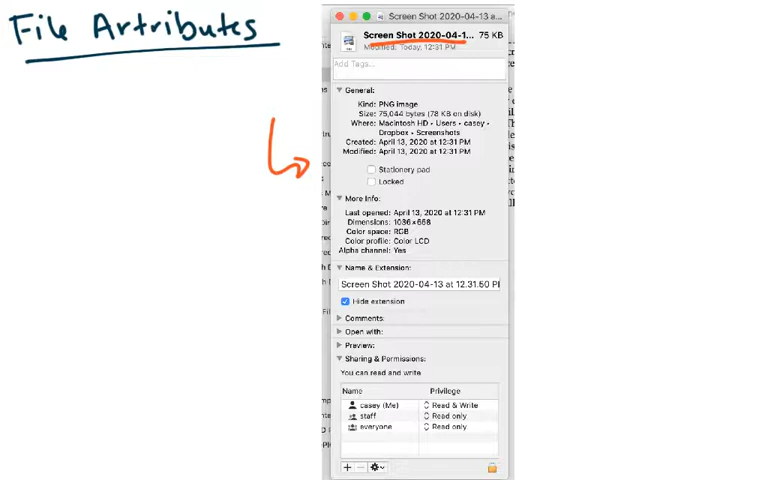 File Artributes
Screen Shot 2020-04-13 a...
Screen Shot 2020-04-1... 75 KB
Modified: Today, 12:31 PM
Add Tags...
General:
Kind: PNG image
Size: 75,044 bytes (78 KB on disk)
Where: Macintosh HD • Users • casey •
Dropbox • Screenshots
Created: April 13, 2020 at 12:31 PM
Modified: April 13, 2020 at 12:31 PM
Stationery pad
Locked
More Info:
Last opened: April 13, 2020 at 12:31 PM
Dimensions: 1036×668
Color space: RGB
Color profile: Color LCD
Alpha channel: Yes
Name & Extension:
Screen Shot 2020-04-13 at 12.31.50 P
Hide extension
Comments:
Open with:
Preview:
Sharing & Permissions:
You can read and write
Name Privilege
casey (Me) Read & Write
staff Read only
everyone Read only